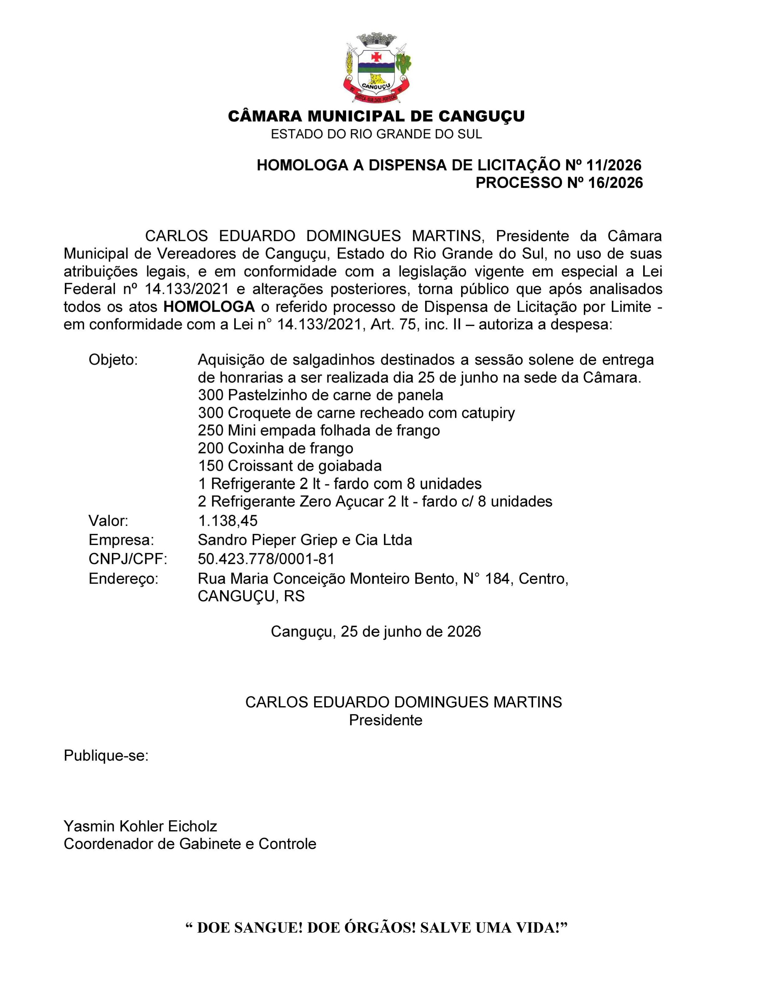 CANGUÇU
1812
JUSTIÇA - IGUALDADE - PERFEIÇÃO
1857
CÂMARA MUNICIPAL DE CANGUÇU
ESTADO DO RIO GRANDE DO SUL
HOMOLOGA A DISPENSA DE LICITAÇÃO Nº 11/2026
PROCESSO Nº 16/2026
CARLOS EDUARDO DOMINGUES MARTINS, Presidente da Câmara
Municipal de Vereadores de Canguçu, Estado do Rio Grande do Sul, no uso de suas
atribuições legais, e em conformidade com a legislação vigente em especial a Lei
Federal nº 14.133/2021 e alterações posteriores, torna público que após analisados
todos os atos HOMOLOGA o referido processo de Dispensa de Licitação por Limite -
em conformidade com a Lei n° 14.133/2021, Art. 75, inc. II – autoriza a despesa:
Objeto: Aquisição de salgadinhos destinados a sessão solene de entrega
de honrarias a ser realizada dia 25 de junho na sede da Câmara.
300 Pastelzinho de carne de panela
300 Croquete de carne recheado com catupiry
250 Mini empada folhada de frango
200 Coxinha de frango
150 Croissant de goiabada
1 Refrigerante 2 lt - fardo com 8 unidades
2 Refrigerante Zero Açucar 2 lt - fardo c/ 8 unidades
Valor: 1.138,45
Empresa: Sandro Pieper Griep e Cia Ltda
CNPJ/CPF: 50.423.778/0001-81
Endereço: Rua Maria Conceição Monteiro Bento, N° 184, Centro,
CANGUÇU, RS
Canguçu, 25 de junho de 2026
CARLOS EDUARDO DOMINGUES MARTINS
Presidente
Publique-se:
Yasmin Kohler Eicholz
Coordenador de Gabinete e Controle
“ DOE SANGUE! DOE ÓRGÃOS! SALVE UMA VIDA!”